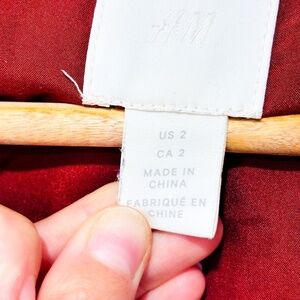 H&M
US 2
CA 2
MADE IN
CHINA
FABRIQUÉ EN
CHINE